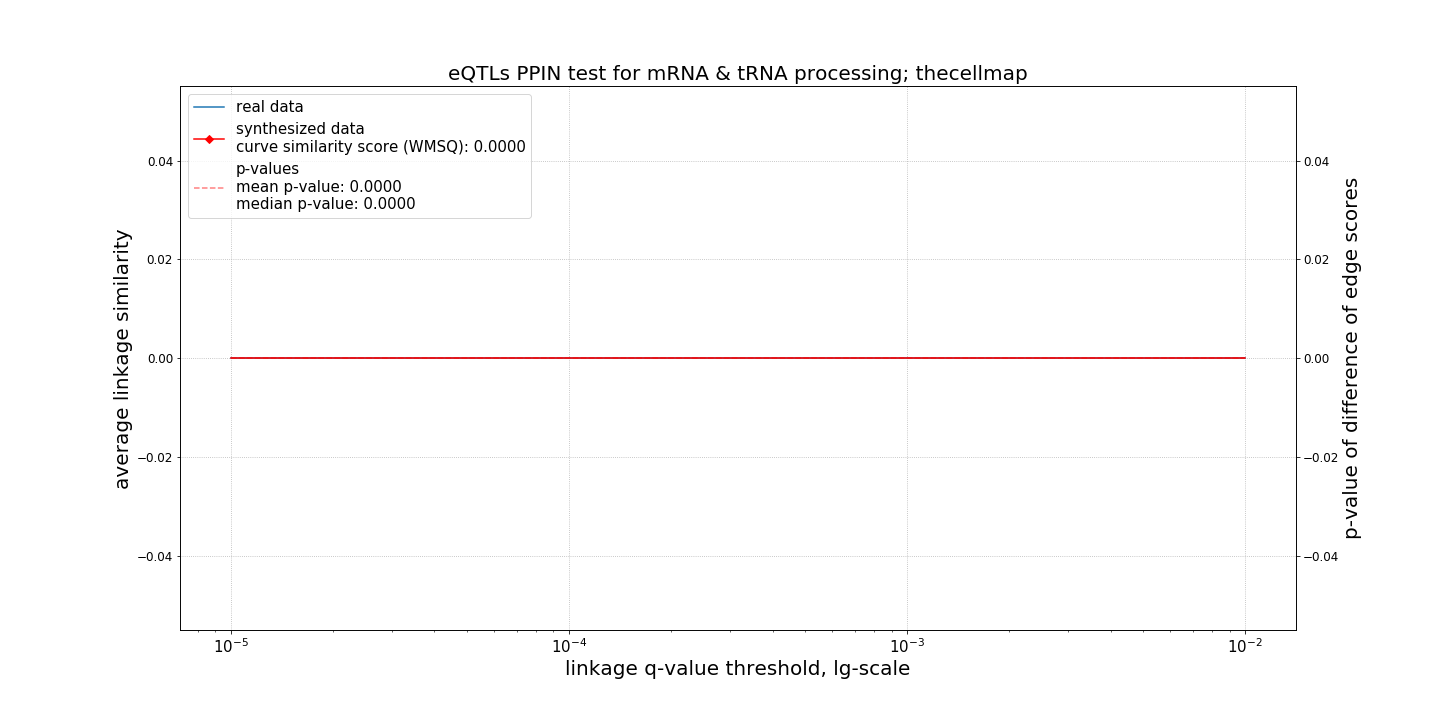 eQTLs PPIN test for mRNA & tRNA processing; thecellmap
real data
synthesized data
curve similarity score (WMSQ): 0.0000
p-values
mean p-value: 0.0000
median p-value: 0.0000
average linkage similarity
0.04
0.02
0.00
−0.02
−0.04
0.04
0.02
0.00
−0.02
−0.04
p-value of difference of edge scores
10⁻⁵ 10⁻⁴ 10⁻³ 10⁻²
linkage q-value threshold, lg-scale